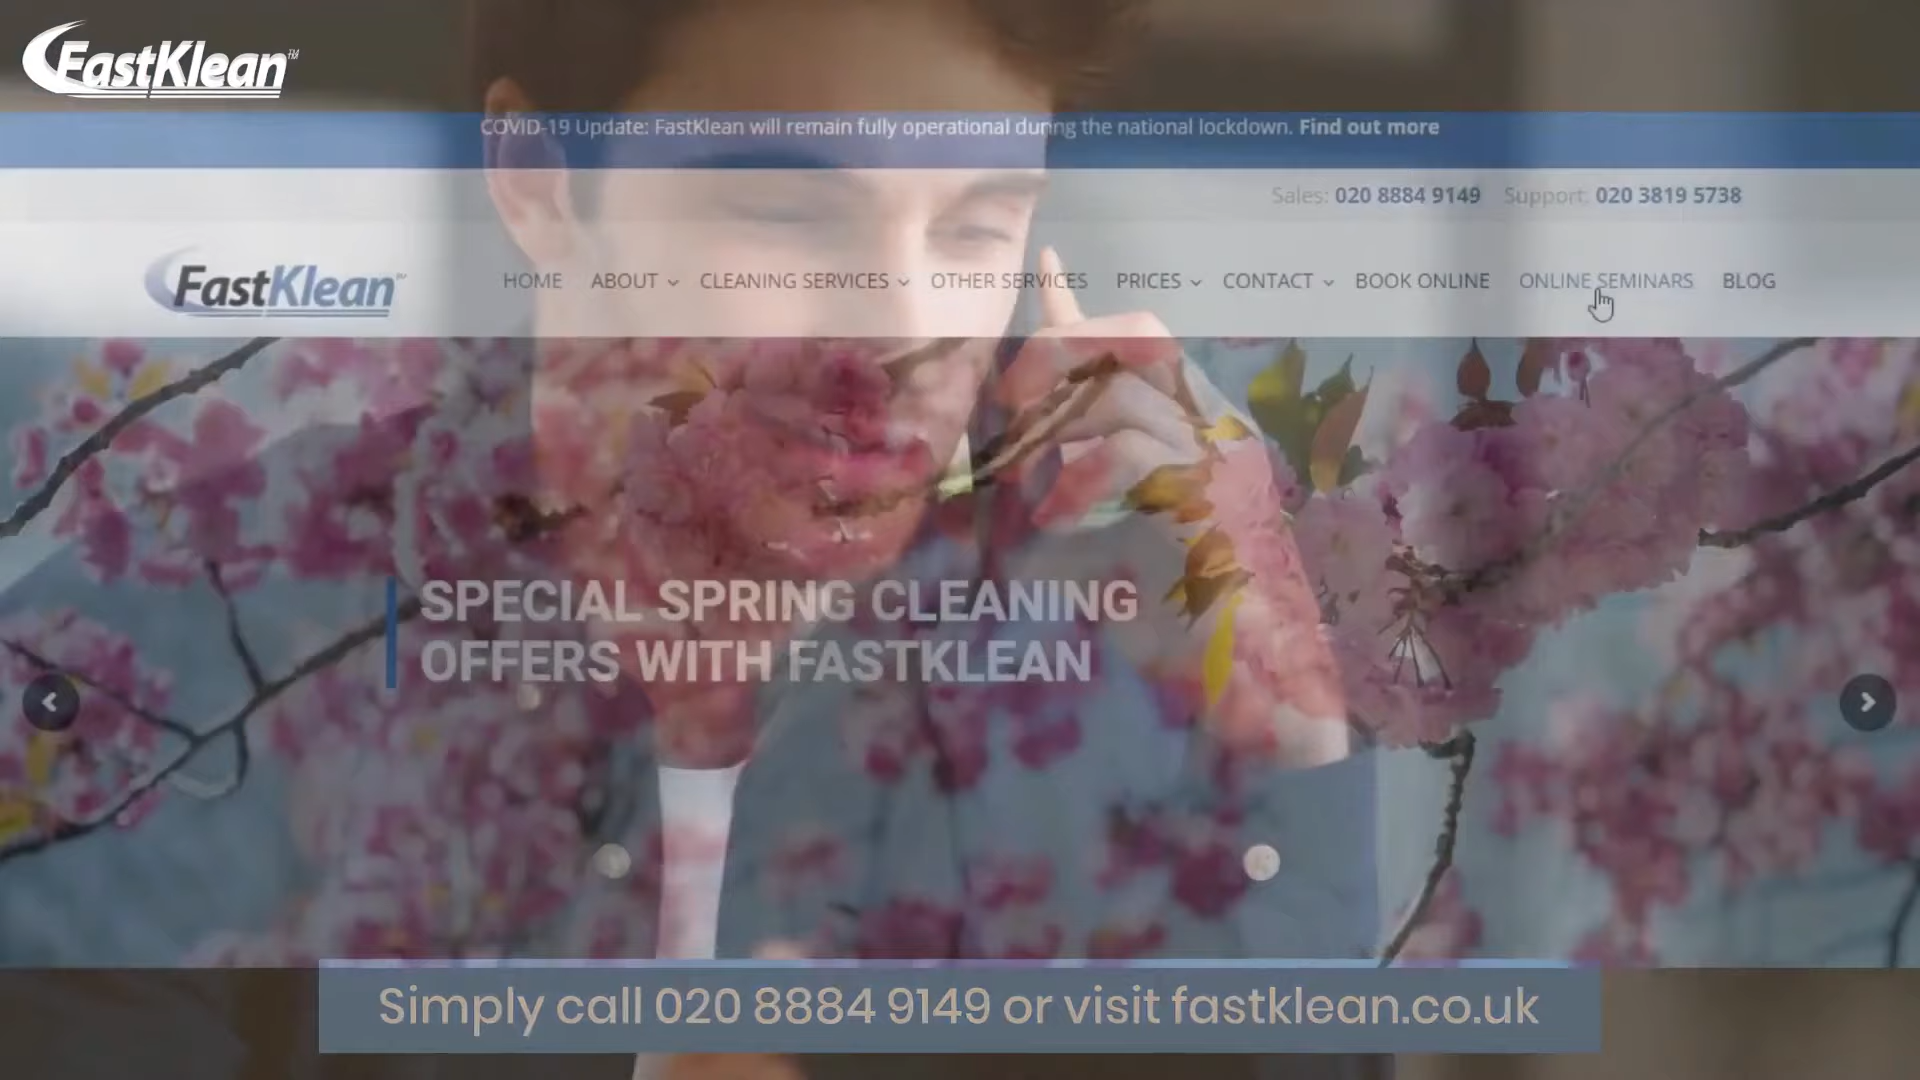 FastKlean™
COVID-19 Update: FastKlean will remain fully operational during the national lockdown. Find out more
Sales: 020 8884 9149 Support: 020 3819 5738
FastKlean™
HOME ABOUT CLEANING SERVICES OTHER SERVICES PRICES CONTACT BOOK ONLINE ONLINE SEMINARS BLOG
SPECIAL SPRING CLEANING
OFFERS WITH FASTKLEAN
Simply call 020 8884 9149 or visit fastklean.co.uk